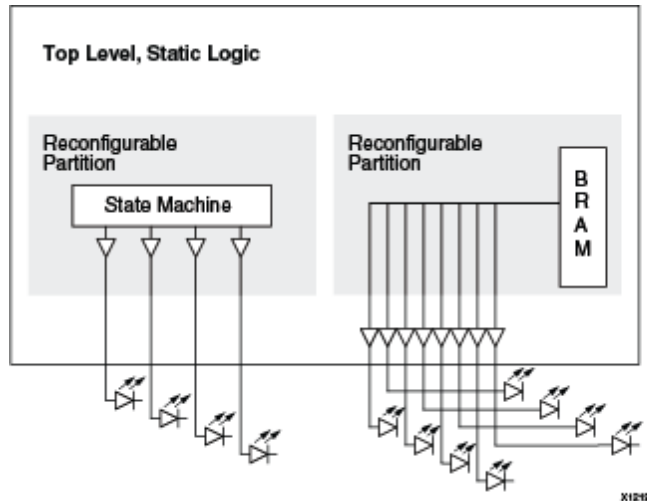 Top Level, Static Logic
Reconfigurable
Partition
State Machine
Reconfigurable
Partition
B
R
A
M